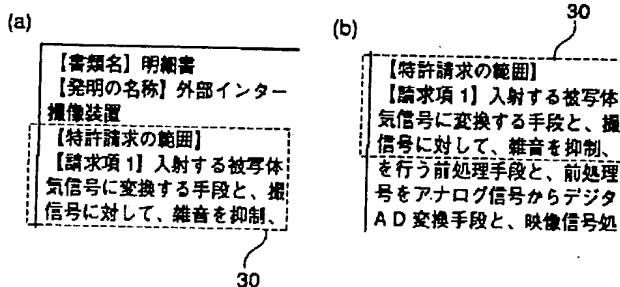 (a)
【書類名】明細書
【発明の名称】外部インター
撮像装置
【特許請求の範囲】
【請求項1】入射する被写体
気信号に変換する手段と、撮
信号に対して、雑音を抑制、
30
(b)
30
【特許請求の範囲】
【請求項1】入射する被写体
気信号に変換する手段と、撮
信号に対して、雑音を抑制、
を行う前処理手段と、前処理
号をアナログ信号からデジタ
AD変換手段と、映像信号処